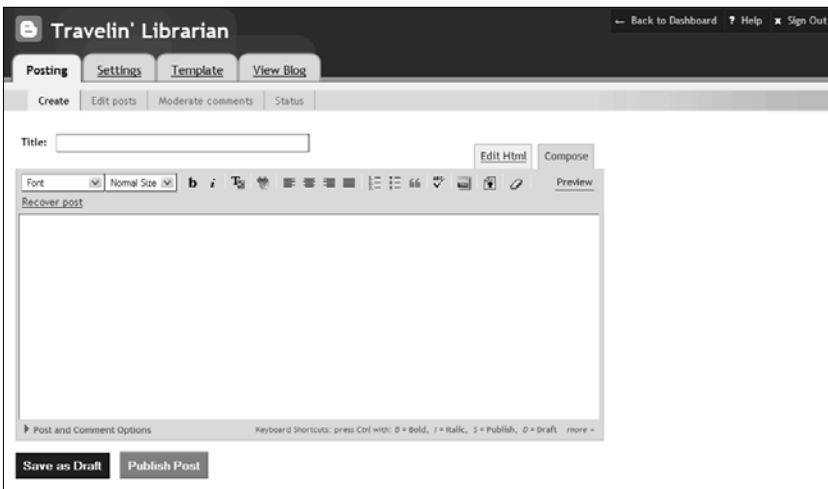 Travelin' Librarian
← Back to Dashboard ? Help x Sign Out
Posting Settings Template View Blog
Create Edit posts Moderate comments Status
Title:
Edit Html Compose
Font Normal Size b i Preview
Recover post
Post and Comment Options Keyboard Shortcuts: press Ctrl with: B = Bold, I = Italic, S = Publish, D = Draft more »
Save as Draft Publish Post